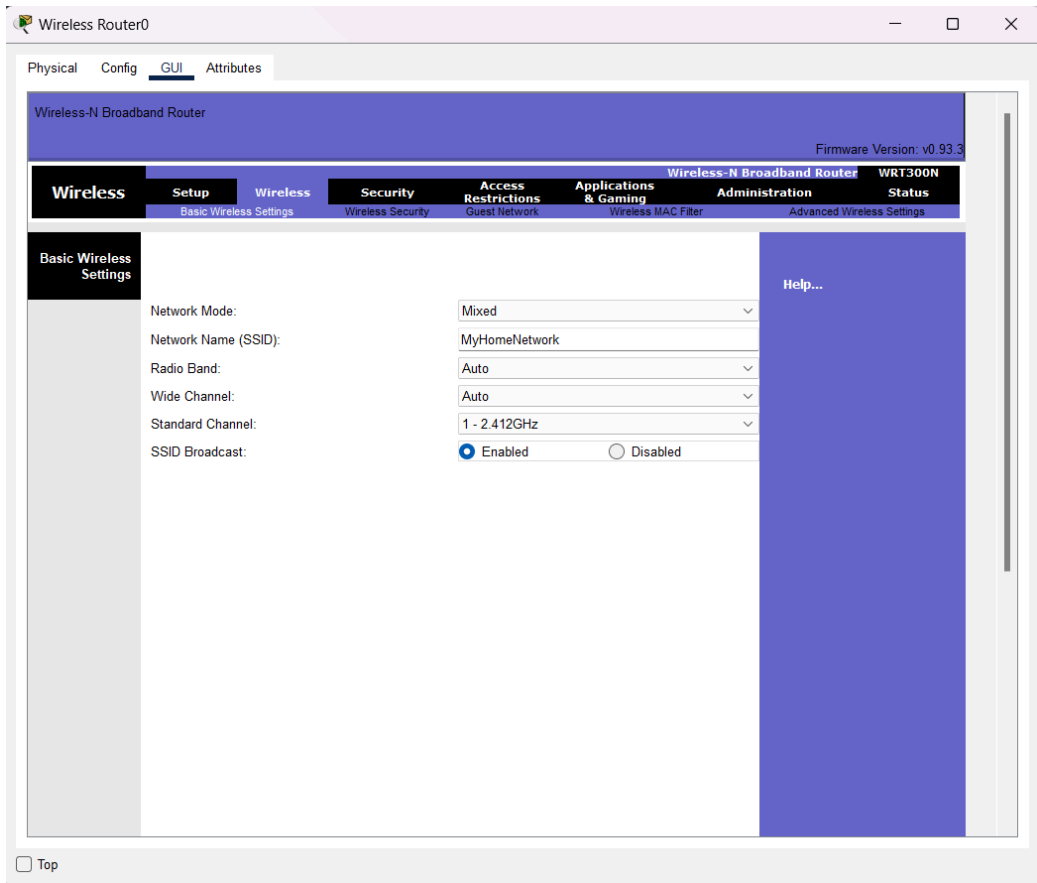 Wireless Router0
Physical Config GUI Attributes
Wireless-N Broadband Router
Firmware Version: v0.93.3
Wireless-N Broadband Router WRT300N
Wireless Setup Wireless Security Access Restrictions Applications & Gaming Administration Status
Basic Wireless Settings Wireless Security Guest Network Wireless MAC Filter Advanced Wireless Settings
Basic Wireless
Settings
Help...
Network Mode: Mixed
Network Name (SSID): MyHomeNetwork
Radio Band: Auto
Wide Channel: Auto
Standard Channel: 1 - 2.412GHz
SSID Broadcast: Enabled Disabled
Top